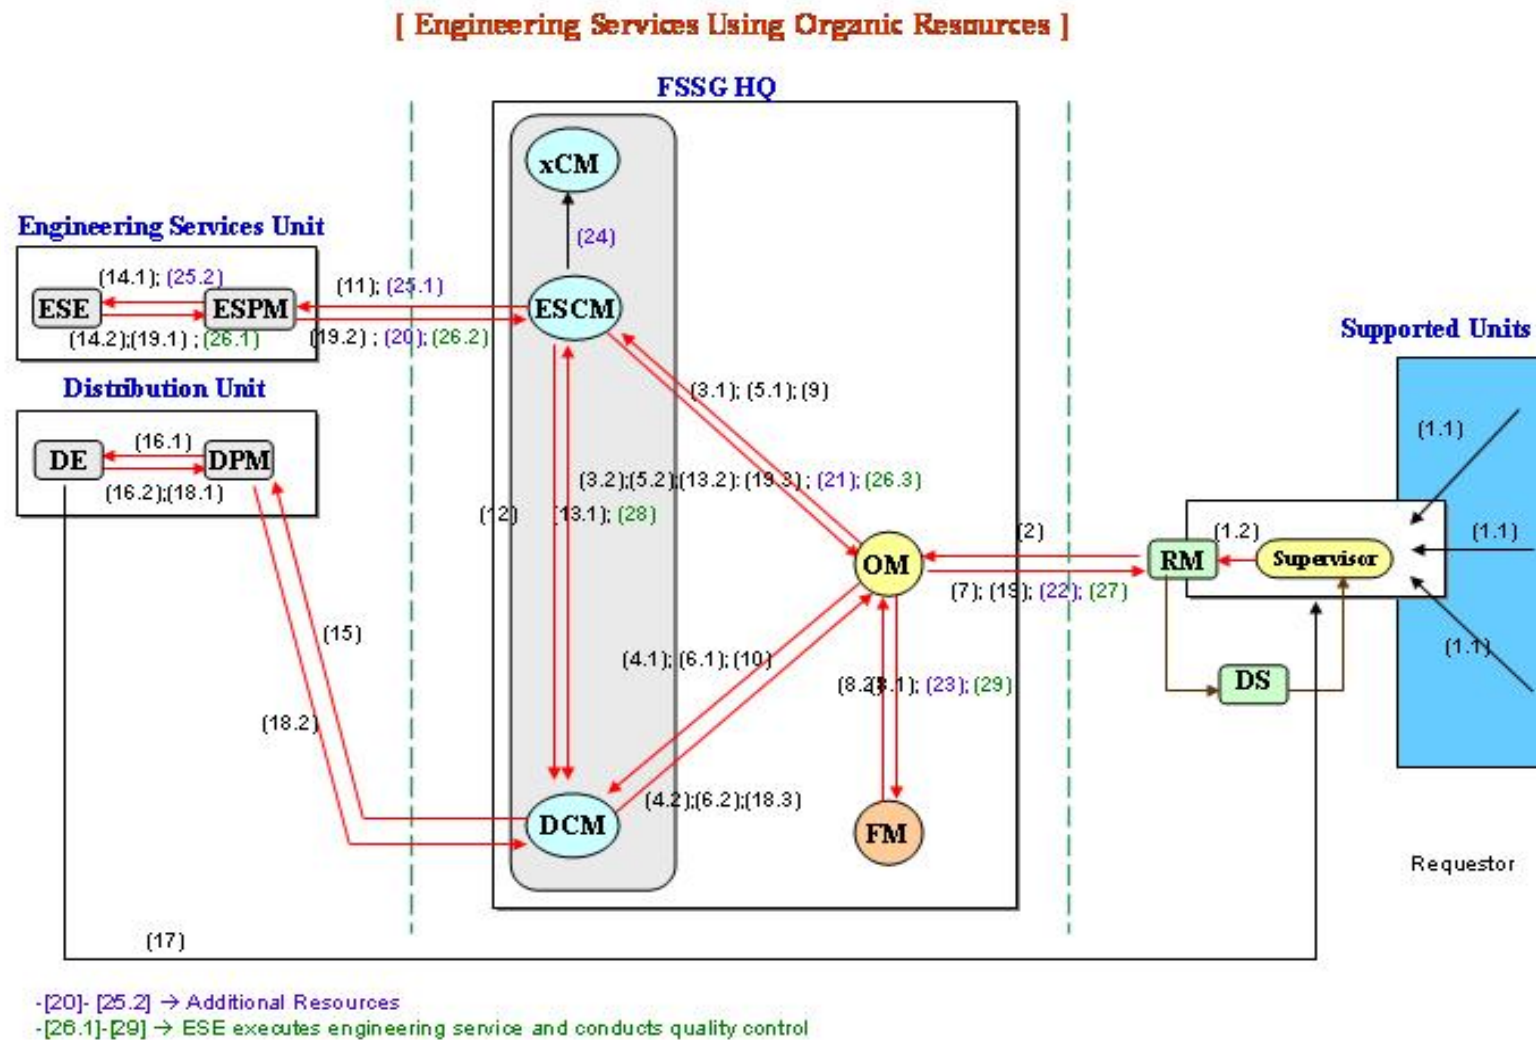 [ Engineering Services Using Organic Resources ]
FSSG HQ
xCM
(24)
Engineering Services Unit
(14.1); (25.2)
ESE
ESPM
(14.2);(19.1) ; (26.1)
(11); (25.1)
(19.2) ; (20); (26.2)
ESCM
Supported Units
Distribution Unit
(3.1); (5.1); (9)
(1.1)
DE
(16.1)
DPM
(16.2);(18.1)
(3.2);(5.2);(13.2): (19.3) ; (21); (26.3)
(12)
(13.1); (28)
(2)
(1.2)
(1.1)
OM
RM
Supervisor
(7); (19); (22); (27)
(15)
(4.1); (6.1); (10)
(1.1)
(8.1); (23); (29)
DS
(18.2)
(4.2);(6.2);(18.3)
DCM
FM
Requestor
(17)
-[20]- [25.2] → Additional Resources
-[26.1]-[29] → ESE executes engineering service and conducts quality control